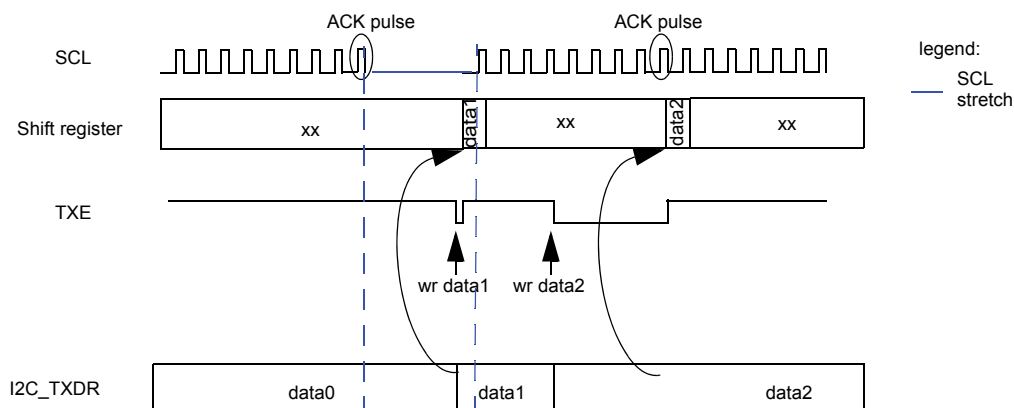 ACK pulse
ACK pulse
SCL
legend:
SCL
stretch
Shift register
xx
data1
xx
data2
xx
TXE
wr data1
wr data2
I2C_TXDR
data0
data1
data2